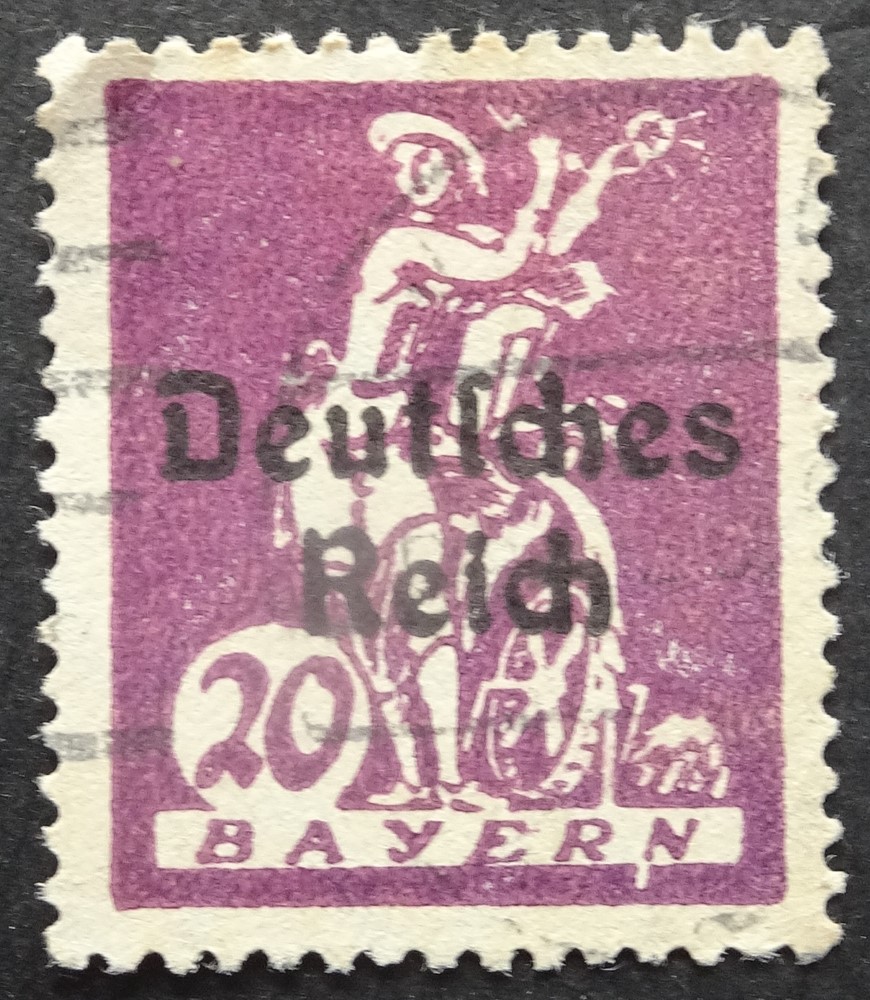 Deutſches
Reich
20
BAYERN